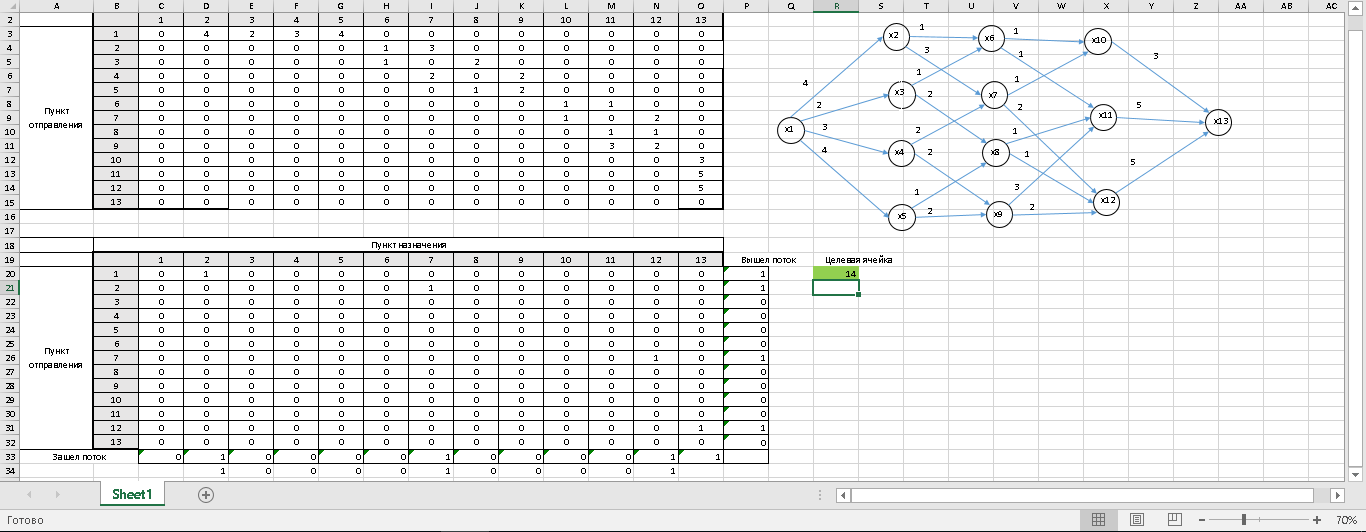 A B C D E F G H I J K L M N O P Q R S T U V W X Y Z AA AB AC
2 1 2 3 4 5 6 7 8 9 10 11 12 13
3 1 0 4 2 3 4 0 0 0 0 0 0 0 0
4 2 0 0 0 0 0 1 3 0 0 0 0 0 0
5 3 0 0 0 0 0 1 0 2 0 0 0 0 0
6 4 0 0 0 0 0 0 2 0 2 0 0 0 0
7 5 0 0 0 0 0 0 0 1 2 0 0 0 0
8 6 0 0 0 0 0 0 0 0 0 1 1 0 0
9 7 0 0 0 0 0 0 0 0 0 1 0 2 0
10 8 0 0 0 0 0 0 0 0 0 0 1 1 0
11 9 0 0 0 0 0 0 0 0 0 0 3 2 0
12 10 0 0 0 0 0 0 0 0 0 0 0 0 3
13 11 0 0 0 0 0 0 0 0 0 0 0 0 5
14 12 0 0 0 0 0 0 0 0 0 0 0 0 5
15 13 0 0 0 0 0 0 0 0 0 0 0 0 0
Пункт
отправления
16
17
18 Пункт назначения
19 1 2 3 4 5 6 7 8 9 10 11 12 13 Вышел поток Целевая ячейка
20 1 0 1 0 0 0 0 0 0 0 0 0 0 0 1 14
21 2 0 0 0 0 0 0 1 0 0 0 0 0 0 1
22 3 0 0 0 0 0 0 0 0 0 0 0 0 0 0
23 4 0 0 0 0 0 0 0 0 0 0 0 0 0 0
24 5 0 0 0 0 0 0 0 0 0 0 0 0 0 0
25 6 0 0 0 0 0 0 0 0 0 0 0 0 0 0
26 7 0 0 0 0 0 0 0 0 0 0 0 1 0 1
27 8 0 0 0 0 0 0 0 0 0 0 0 0 0 0
28 9 0 0 0 0 0 0 0 0 0 0 0 0 0 0
29 10 0 0 0 0 0 0 0 0 0 0 0 0 0 0
30 11 0 0 0 0 0 0 0 0 0 0 0 0 0 0
31 12 0 0 0 0 0 0 0 0 0 0 0 0 1 1
32 13 0 0 0 0 0 0 0 0 0 0 0 0 0 0
Пункт
отправления
33 Зашел поток 0 1 0 0 0 0 1 0 0 0 0 1 1
34 1 0 0 0 0 1 0 0 0 0 1
x2 1 x6 1 x10
3 1 3
4 1 1
x3 2 x7 2 5
2 x11
x1 3 2 1 x13
4 x4 2 x8 1 5
1 3 x12
x5 2 x9 2
Sheet1
Готово
70%